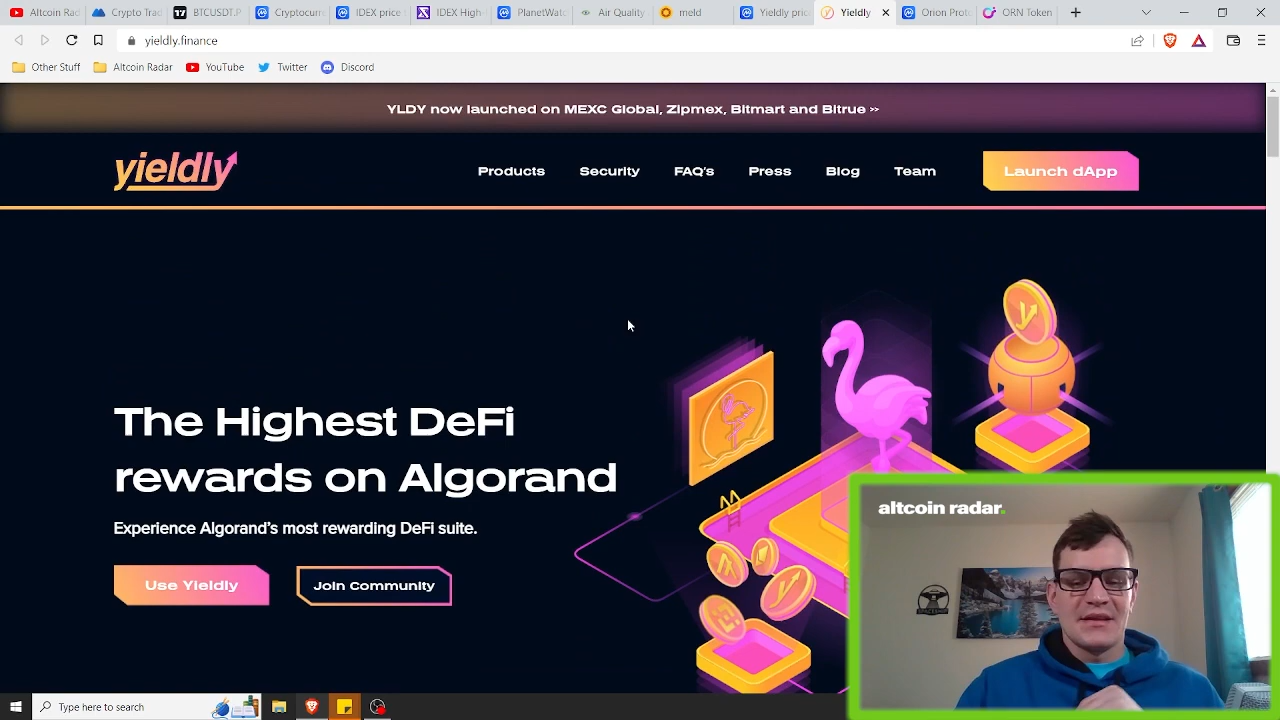 Altcoin Rad
Crypto Trad
BTCUSDT.P
Cryptocurr
IDEX price
IDEX High-
PlanetWatc
Air Quality
meld
Yieldly pric
Yieldly
Orion Prot
ORN Token
yieldly.finance
Other Stuff
Altcoin Radar
YouTube
Twitter
Discord
YLDY now launched on MEXC Global, Zipmex, Bitmart and Bitrue >>
yieldly
Products
Security
FAQ's
Press
Blog
Team
Launch dApp
The Highest DeFi
rewards on Algorand
Experience Algorand's most rewarding DeFi suite.
Use Yieldly
Join Community
altcoin radar.
Type here to search